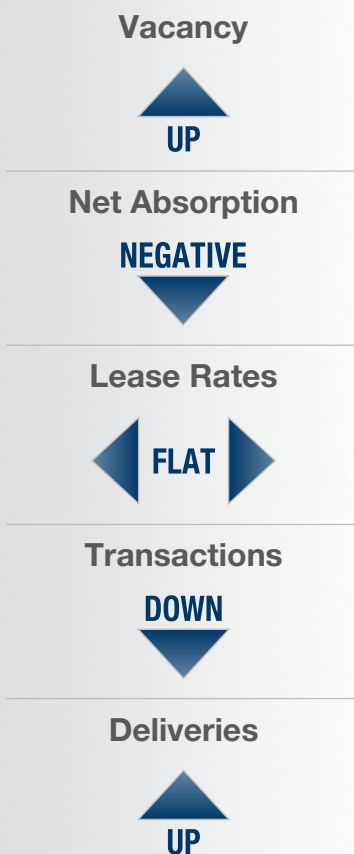 Vacancy
UP
Net Absorption
NEGATIVE
Lease Rates
FLAT
Transactions
DOWN
Deliveries
UP